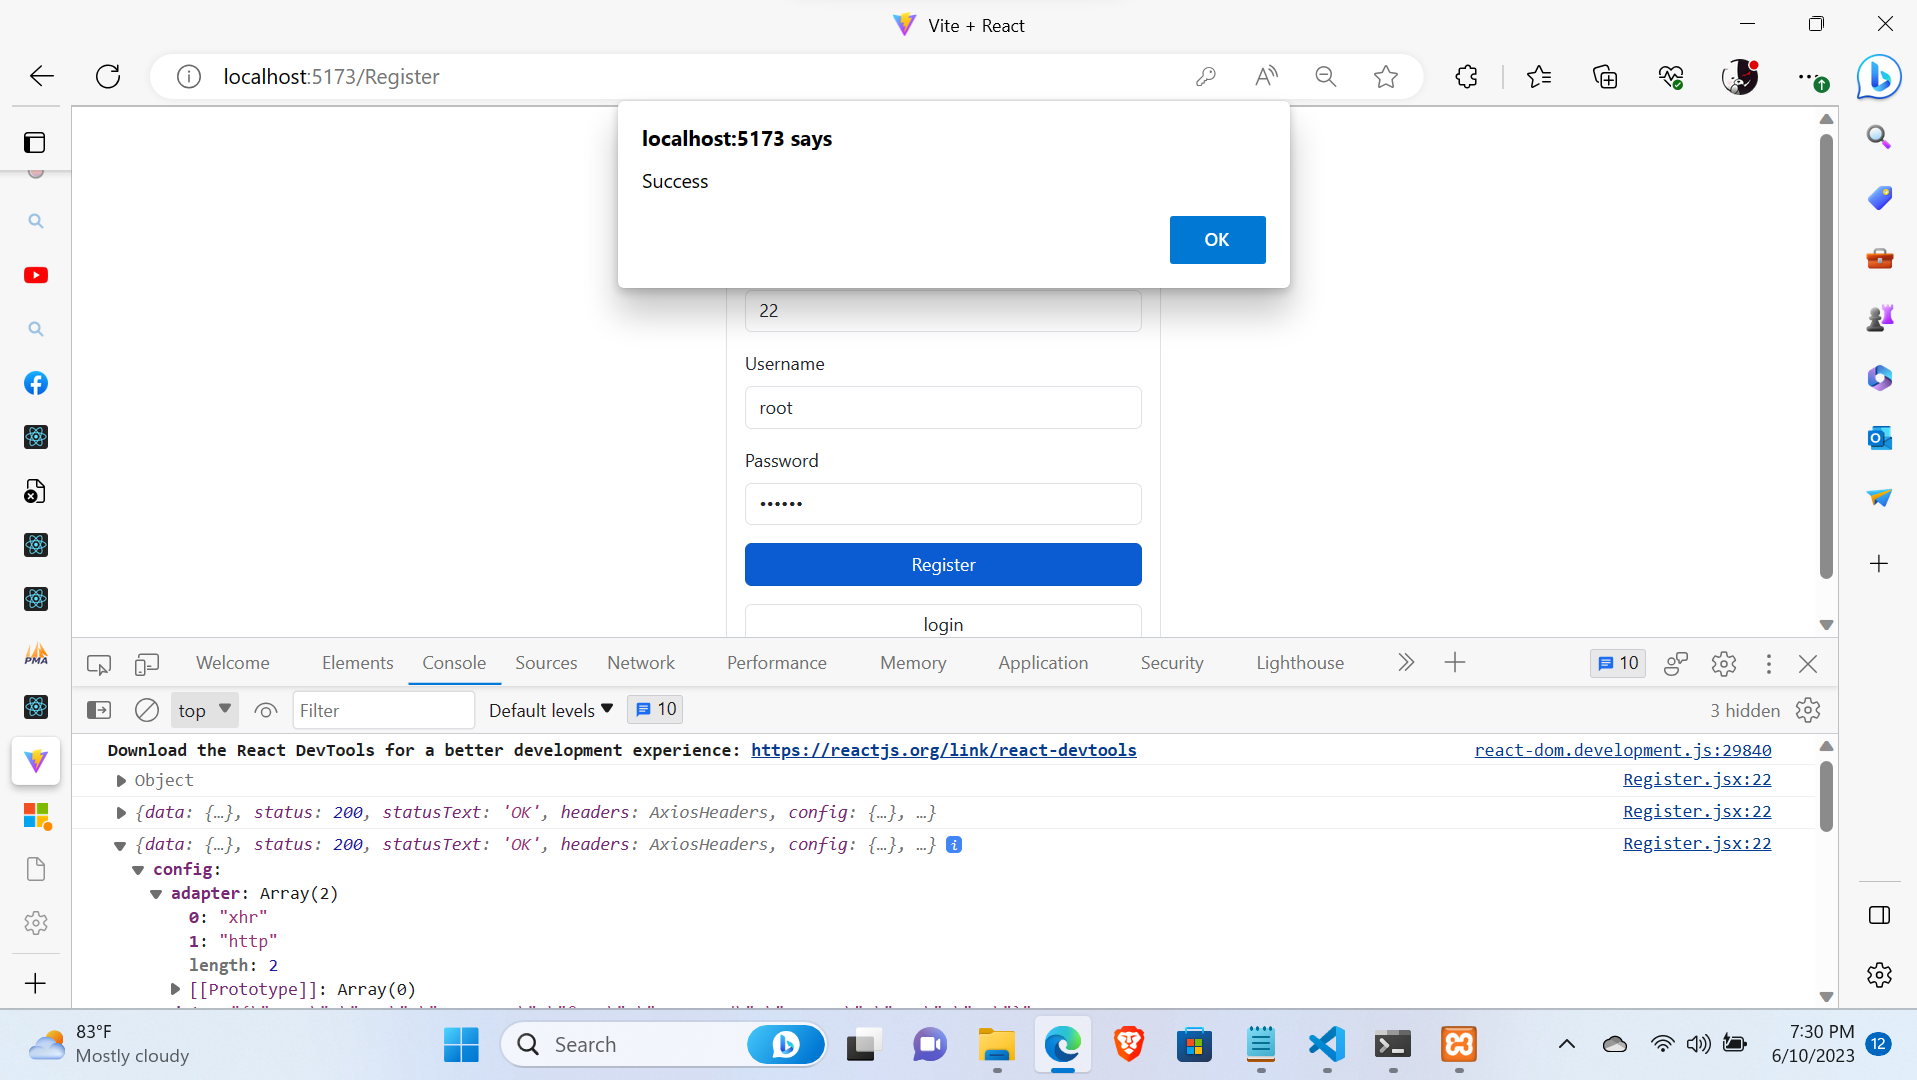 Vite + React
localhost:5173/Register
localhost:5173 says
Success
OK
22
Username
root
Password
••••••
Register
login
Welcome Elements Console Sources Network Performance Memory Application Security Lighthouse 10
top Filter Default levels 10 3 hidden
Download the React DevTools for a better development experience: https://reactjs.org/link/react-devtools react-dom.development.js:29840
Object Register.jsx:22
{data: {…}, status: 200, statusText: 'OK', headers: AxiosHeaders, config: {…}, …} Register.jsx:22
{data: {…}, status: 200, statusText: 'OK', headers: AxiosHeaders, config: {…}, …} i Register.jsx:22
config:
adapter: Array(2)
0: "xhr"
1: "http"
length: 2
[[Prototype]]: Array(0)
PMA
83°F
Mostly cloudy
Search
7:30 PM
6/10/2023
12